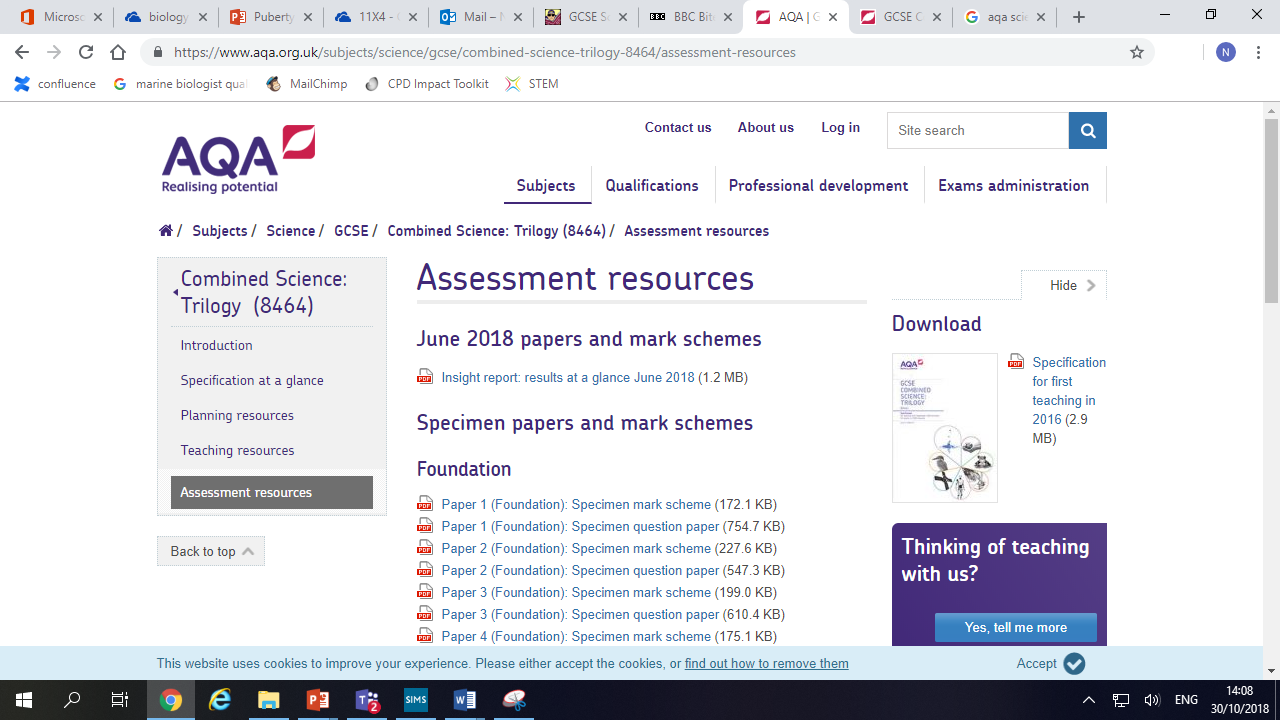 Micros
biology
Puberty
11X4 -
Mail –
GCSE S
BBC Bit
AQA | G
GCSE C
aqa scie
https://www.aqa.org.uk/subjects/science/gcse/combined-science-trilogy-8464/assessment-resources
N
confluence
marine biologist qual
MailChimp
CPD Impact Toolkit
STEM
Contact us
About us
Log in
Site search
AQA
Realising potential
Subjects
Qualifications
Professional development
Exams administration
/ Subjects / Science / GCSE / Combined Science: Trilogy (8464) / Assessment resources
Combined Science:
Trilogy (8464)
Introduction
Specification at a glance
Planning resources
Teaching resources
Assessment resources
Back to top
Assessment resources
June 2018 papers and mark schemes
Insight report: results at a glance June 2018 (1.2 MB)
Specimen papers and mark schemes
Foundation
Paper 1 (Foundation): Specimen mark scheme (172.1 KB)
Paper 1 (Foundation): Specimen question paper (754.7 KB)
Paper 2 (Foundation): Specimen mark scheme (227.6 KB)
Paper 2 (Foundation): Specimen question paper (547.3 KB)
Paper 3 (Foundation): Specimen mark scheme (199.0 KB)
Paper 3 (Foundation): Specimen question paper (610.4 KB)
Paper 4 (Foundation): Specimen mark scheme (175.1 KB)
Hide
Download
AQA
GCSE
COMBINED
SCIENCE:
TRILOGY
Specification
for first
teaching in
2016 (2.9
MB)
Thinking of teaching
with us?
Yes, tell me more
This website uses cookies to improve your experience. Please either accept the cookies, or find out how to remove them
Accept
SIMS
2
ENG
14:08
30/10/2018